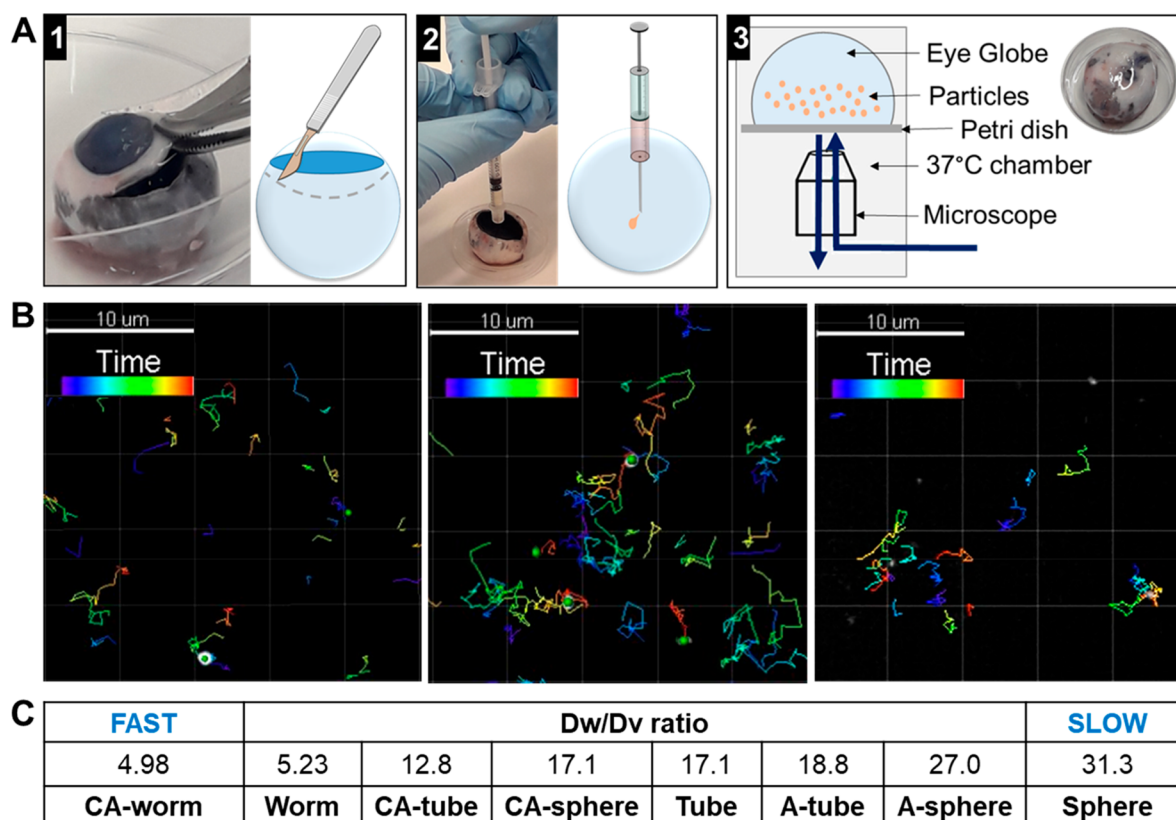 A
1
2
3
Eye Globe
Particles
Petri dish
37°C chamber
Microscope
B
10 um
Time
10 um
Time
10 um
Time
C
FAST Dw/Dv ratio SLOW
4.98 5.23 12.8 17.1 17.1 18.8 27.0 31.3
CA-worm Worm CA-tube CA-sphere Tube A-tube A-sphere Sphere